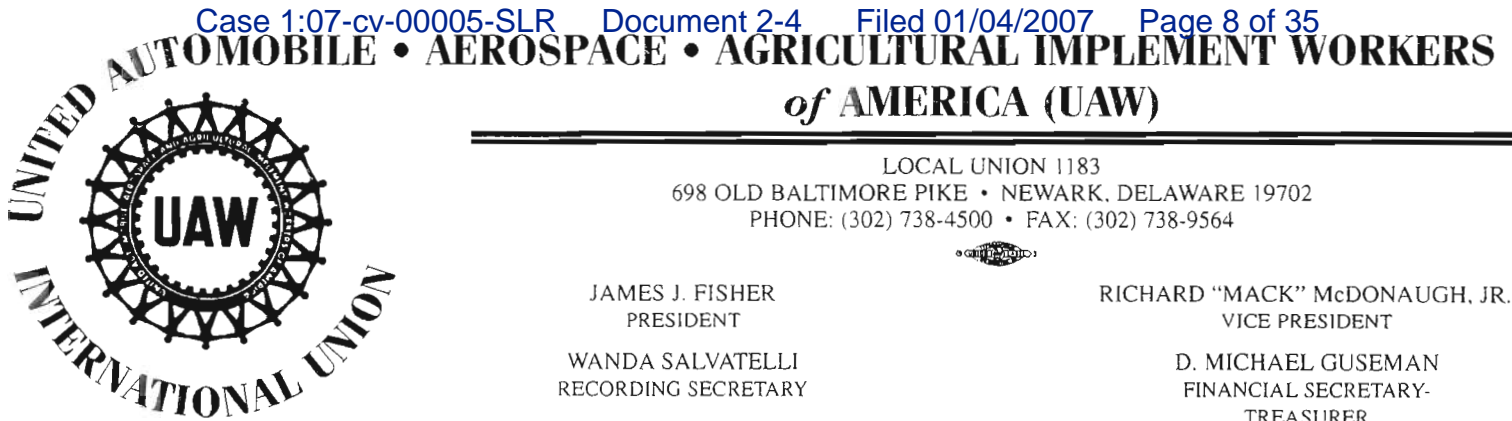 Case 1:07-cv-00005-SLR Document 2-4 Filed 01/04/2007 Page 8 of 35
UNITED AUTOMOBILE • AEROSPACE • AGRICULTURAL IMPLEMENT WORKERS
of AMERICA (UAW)
INTERNATIONAL UNION
UAW
LOCAL UNION 1183
698 OLD BALTIMORE PIKE • NEWARK, DELAWARE 19702
PHONE: (302) 738-4500 • FAX: (302) 738-9564
JAMES J. FISHER
PRESIDENT
RICHARD “MACK” McDONAUGH, JR.
VICE PRESIDENT
WANDA SALVATELLI
RECORDING SECRETARY
D. MICHAEL GUSEMAN
FINANCIAL SECRETARY-
TREASURER